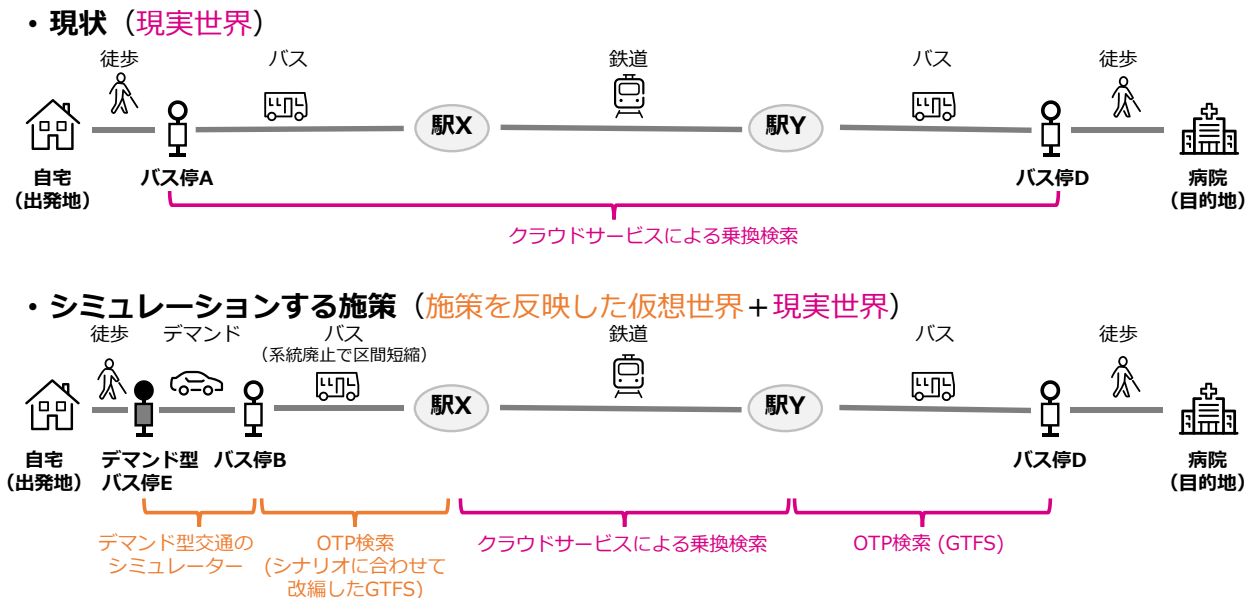 ・現状（現実世界）
徒歩 バス 鉄道 バス 徒歩
駅X 駅Y
自宅 バス停A バス停D 病院
（出発地） （目的地）
クラウドサービスによる乗換検索
・シミュレーションする施策（施策を反映した仮想世界＋現実世界）
徒歩 デマンド バス 鉄道 バス 徒歩
（系統廃止で区間短縮）
駅X 駅Y
自宅 デマンド型 バス停B バス停D 病院
（出発地） バス停E （目的地）
デマンド型交通の OTP検索 クラウドサービスによる乗換検索 OTP検索 (GTFS)
シミュレーター (シナリオに合わせて
改編したGTFS)